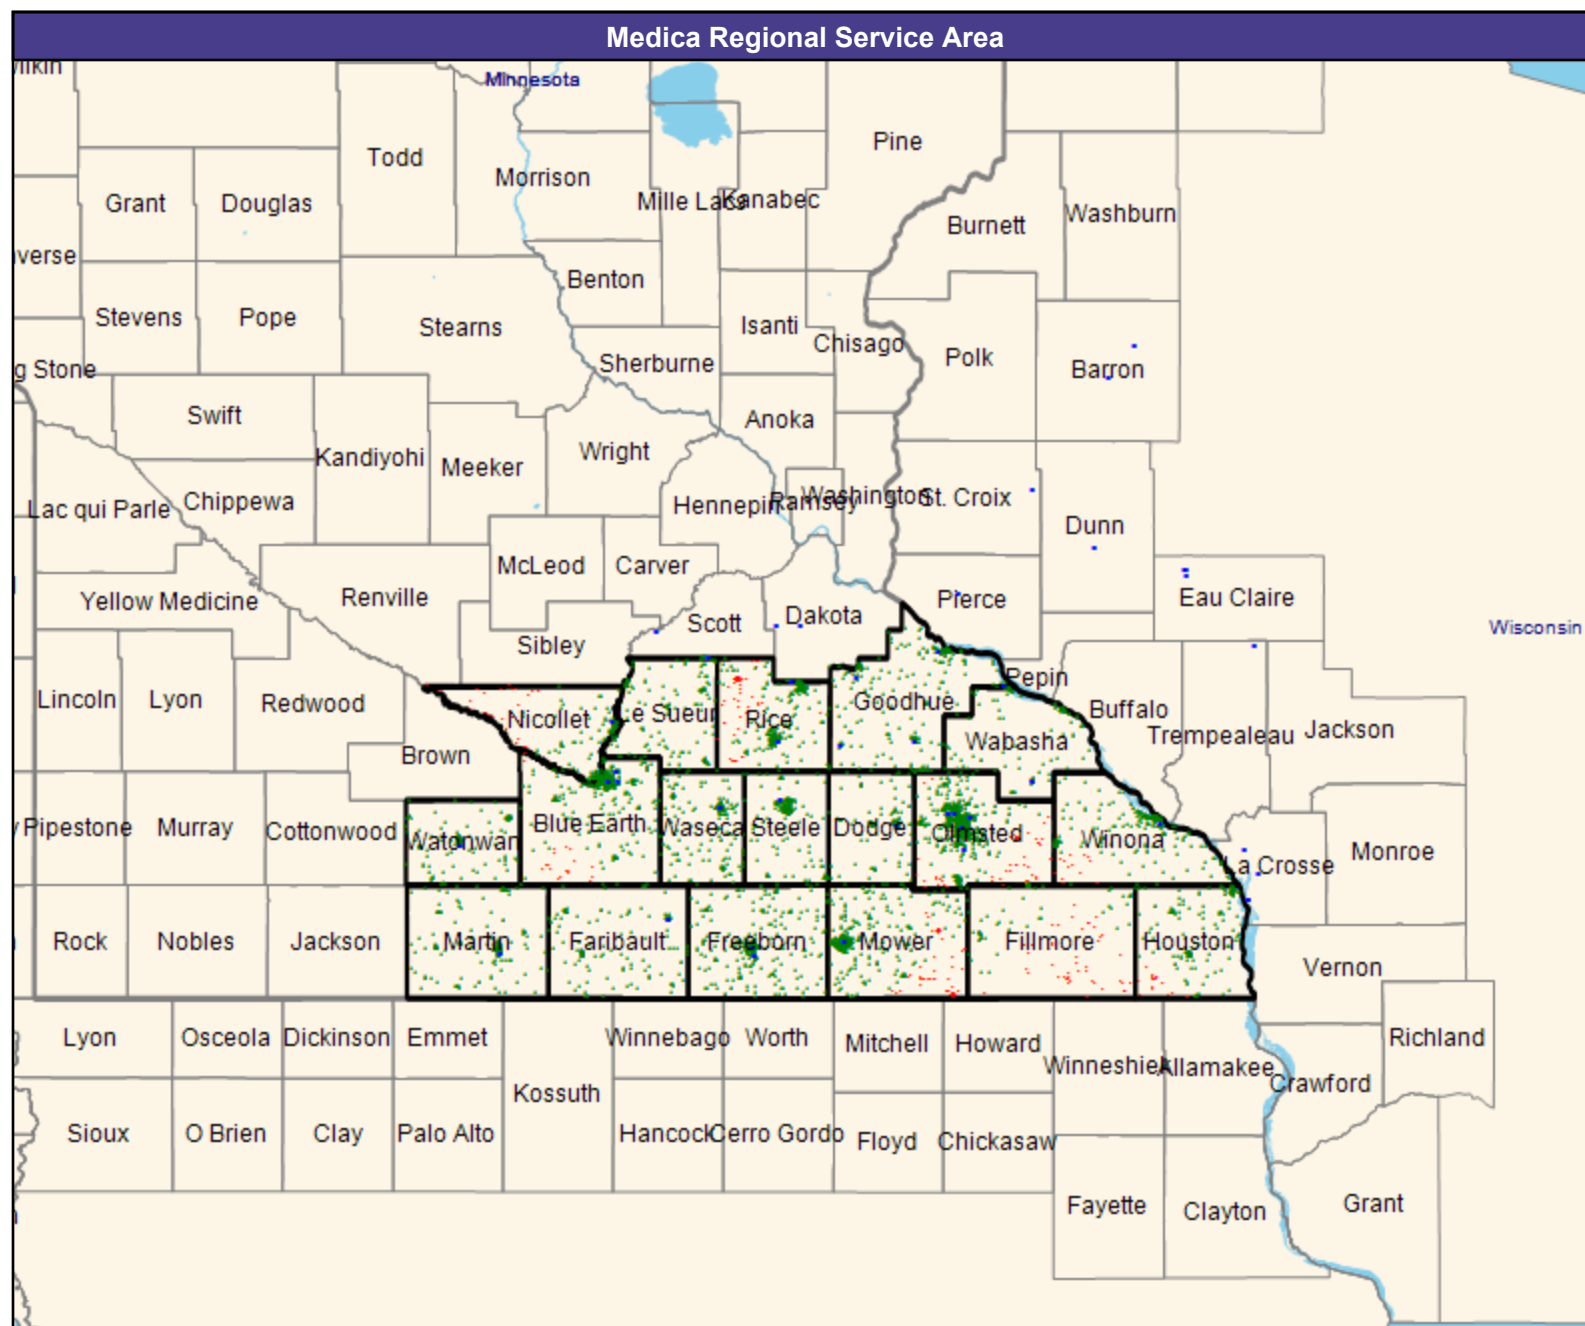 Medica Regional Service Area
Minnesota
Todd
Pine
Morrison
Grant
Douglas
Mille Lacs
Kanabec
Burnett
Washburn
Benton
Stevens
Pope
Stearns
Isanti
Chisago
Sherburne
Polk
Barron
g Stone
Swift
Anoka
Kandiyohi
Meeker
Wright
Lac qui Parle
Chippewa
Hennepin
Ramsey
Washington
St. Croix
Dunn
McLeod
Carver
Yellow Medicine
Renville
Pierce
Eau Claire
Scott
Dakota
Sibley
Wisconsin
Lincoln
Lyon
Redwood
Nicollet
Le Sueur
Rice
Goodhue
Pepin
Buffalo
Brown
Wabasha
Trempealeau
Jackson
Pipestone
Murray
Cottonwood
Watonwan
Blue Earth
Waseca
Steele
Dodge
Olmsted
Winona
La Crosse
Monroe
Rock
Nobles
Jackson
Martin
Faribault
Freeborn
Mower
Fillmore
Houston
Vernon
Lyon
Osceola
Dickinson
Emmet
Winnebago
Worth
Mitchell
Howard
Richland
Kossuth
Winneshiek
Allamakee
Crawford
Sioux
O Brien
Clay
Palo Alto
Hancock
Cerro Gordo
Floyd
Chickasaw
Fayette
Clayton
Grant